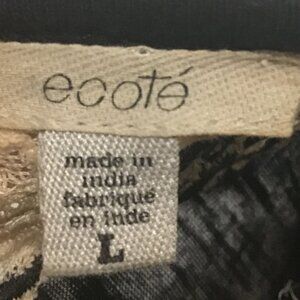 ecoté
made in
india
fabriqué
en inde
L